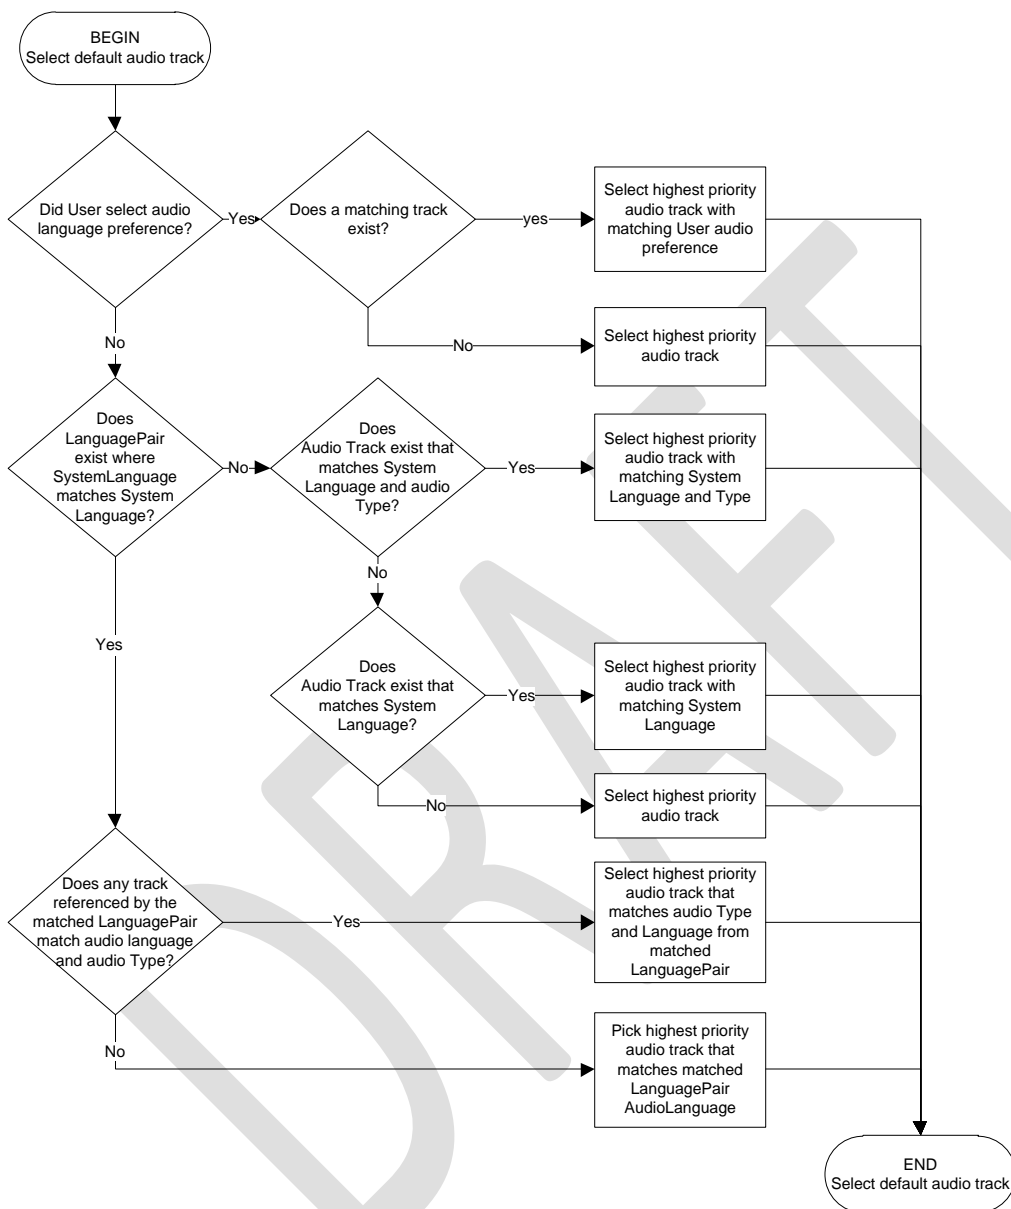 BEGIN
Select default audio track
Did User select audio
language preference?
Yes
Does a matching track
exist?
yes
Select highest priority
audio track with
matching User audio
preference
No
Select highest priority
audio track
No
Does
LanguagePair
exist where
SystemLanguage
matches System
Language?
No
Does
Audio Track exist that
matches System
Language and audio
Type?
Yes
Select highest priority
audio track with
matching System
Language and Type
No
Yes
Does
Audio Track exist that
matches System
Language?
Yes
Select highest priority
audio track with
matching System
Language
No
Select highest priority
audio track
Does any track
referenced by the
matched LanguagePair
match audio language
and audio Type?
Yes
Select highest priority
audio track that
matches audio Type
and Language from
matched
LanguagePair
No
Pick highest priority
audio track that
matches matched
LanguagePair
AudioLanguage
END
Select default audio track
DRAFT